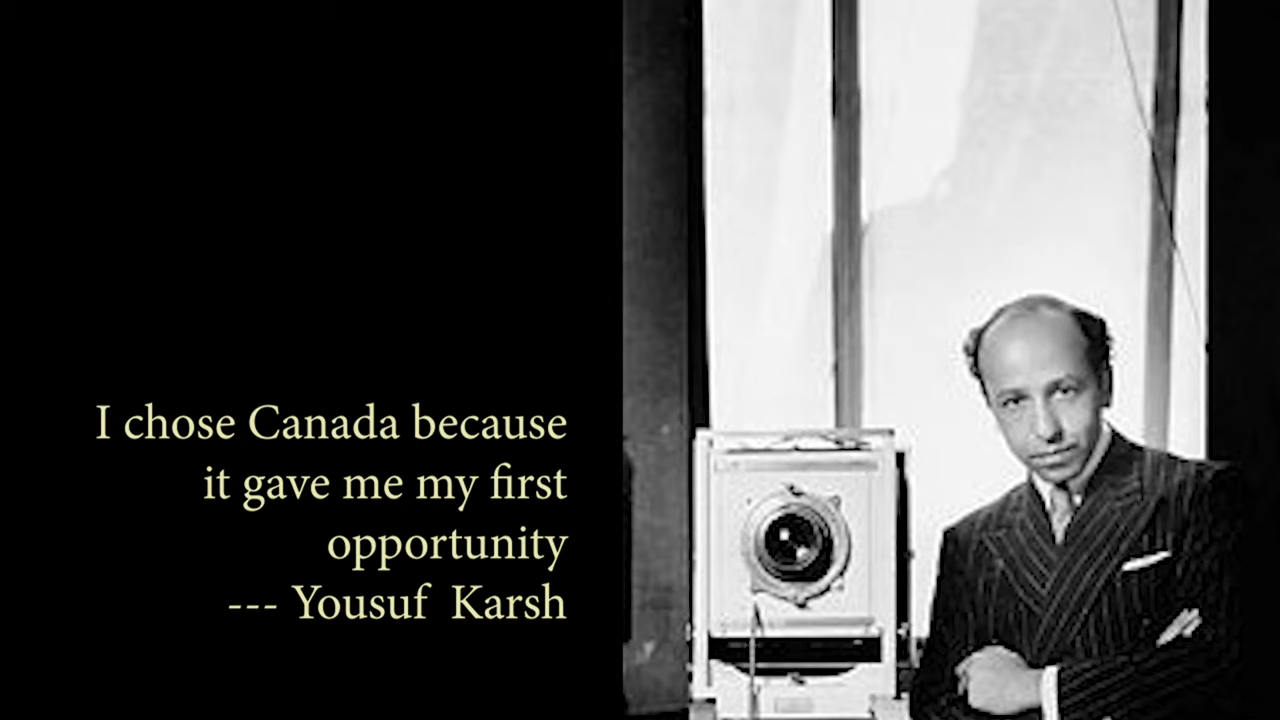 I chose Canada because
it gave me my first
opportunity
--- Yousuf  Karsh